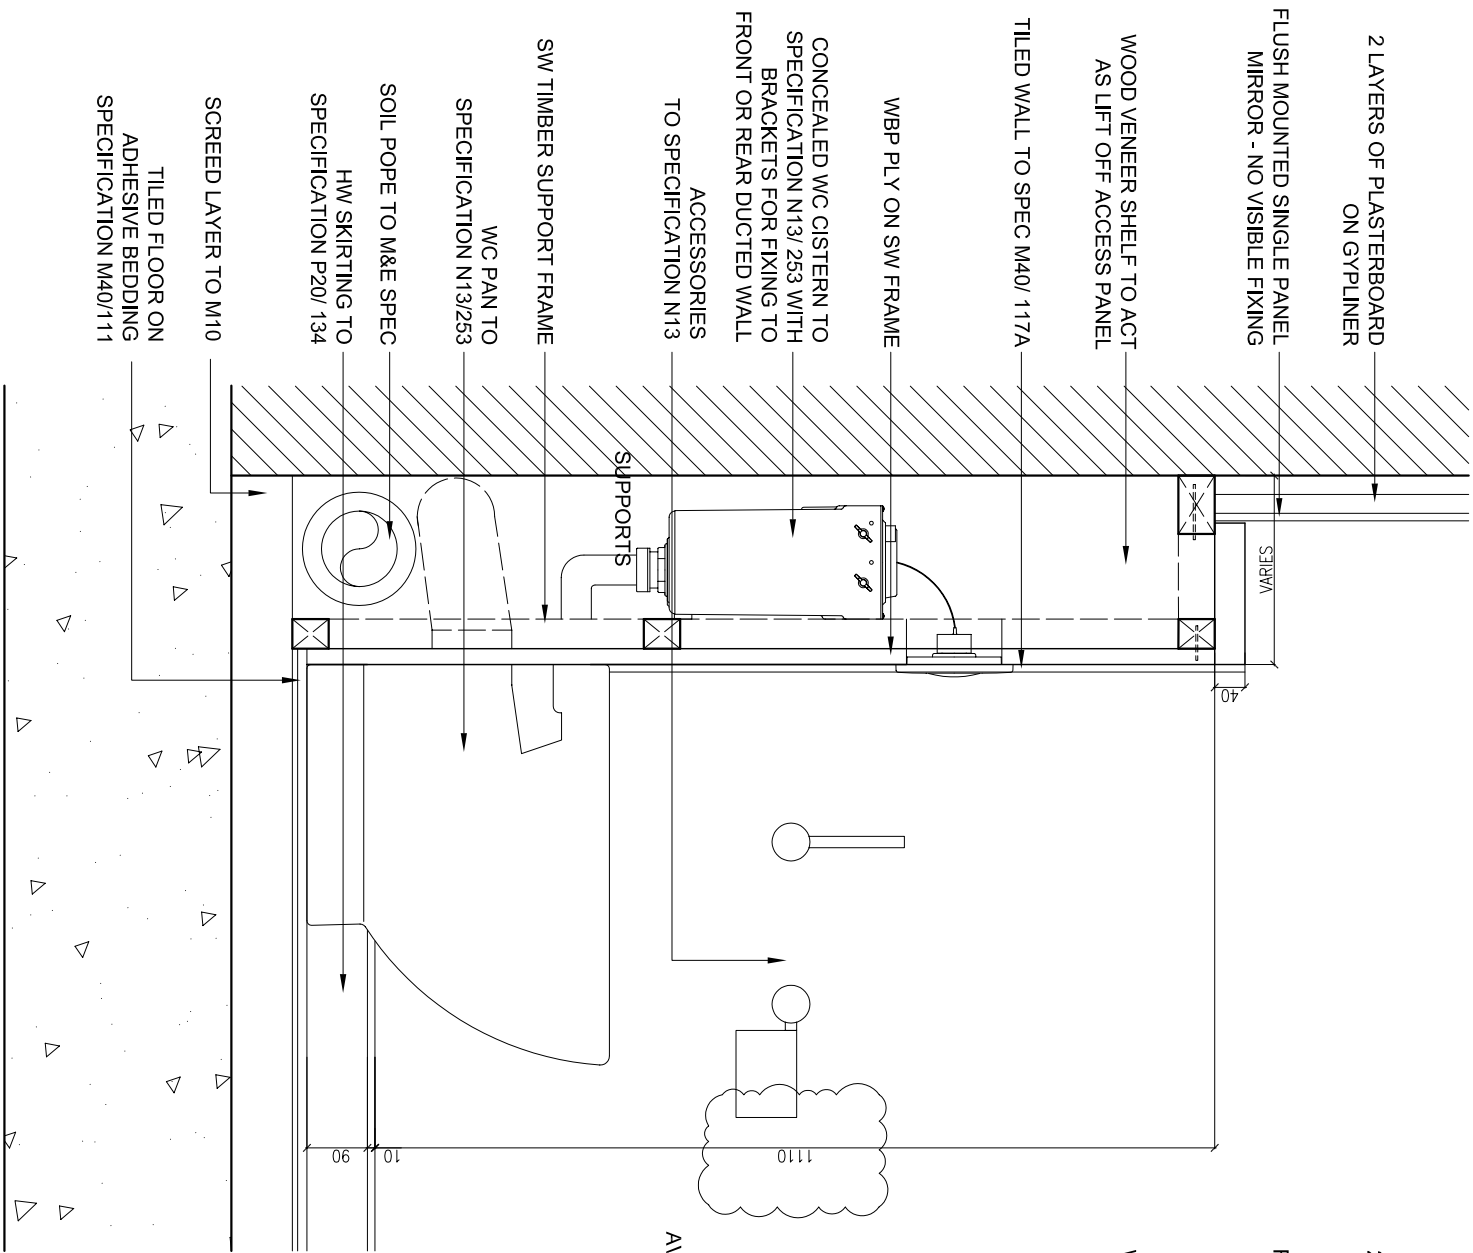 2 LAYERS OF PLASTERBOARD
ON GYPLINER
FLUSH MOUNTED SINGLE PANEL
MIRROR - NO VISIBLE FIXING
WOOD VENEER SHELF TO ACT
AS LIFT OFF ACCESS PANEL
TILED WALL TO SPEC M40/ 117A
WBP PLY ON SW FRAME
CONCEALED WC CISTERN TO
SPECIFICATION N13/ 253 WITH
BRACKETS FOR FIXING TO
FRONT OR REAR DUCTED WALL
ACCESSORIES
TO SPECIFICATION N13
SW TIMBER SUPPORT FRAME
WC PAN TO
SPECIFICATION N13/253
SOIL POPE TO M&E SPEC
HW SKIRTING TO
SPECIFICATION P20/ 134
SCREED LAYER TO M10
TILED FLOOR ON
ADHESIVE BEDDING
SPECIFICATION M40/111
SUPPORTS
VARIES
40
1110
10
90